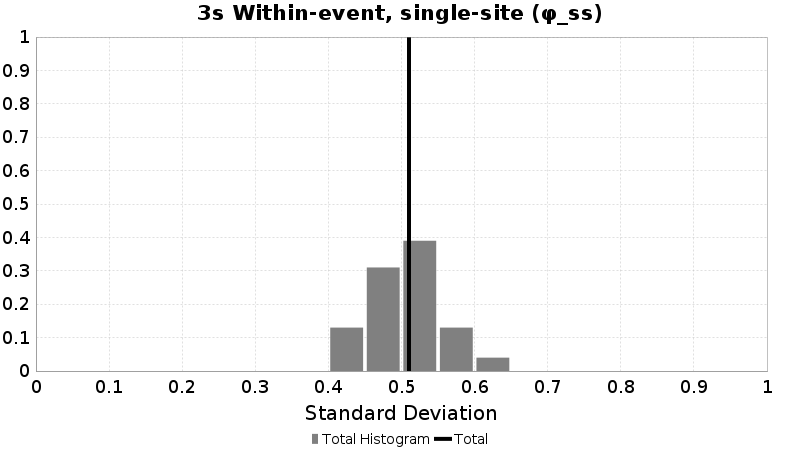 3s Within-event, single-site (φ_ss)
1
0.9
0.8
0.7
0.6
0.5
0.4
0.3
0.2
0.1
0
0 0.1 0.2 0.3 0.4 0.5 0.6 0.7 0.8 0.9 1
Standard Deviation
Total Histogram Total